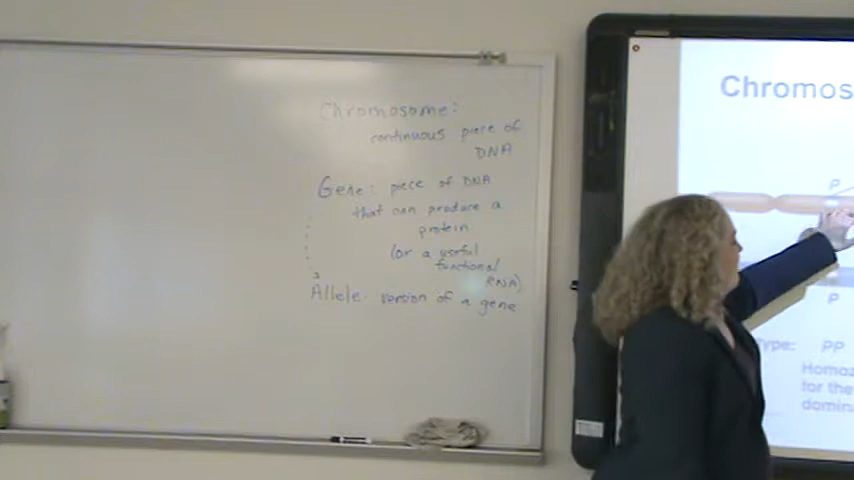 Chromosome:
continuous piece of
DNA
Gene: piece of DNA
that can produce a
protein
(or a useful
functional
RNA)
Allele: version of a gene
Chromos
P
P
type: PP
Homoz
for the
domina